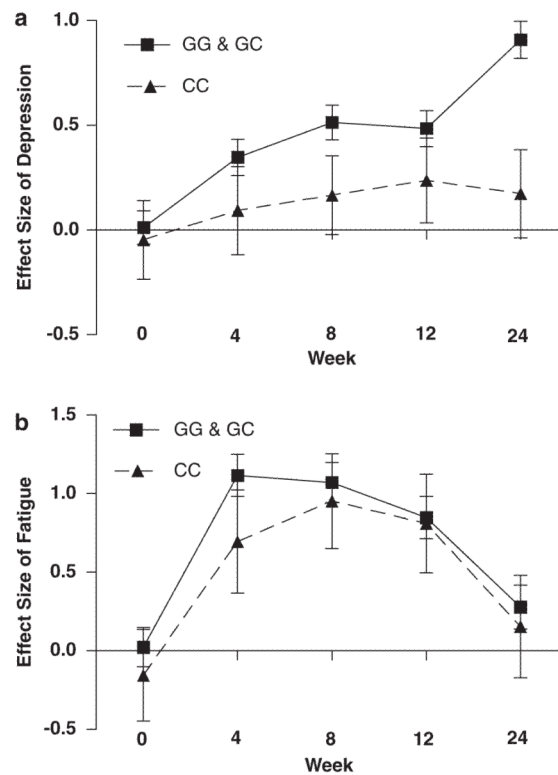 a
Effect Size of Depression
1.0
0.5
0.0
-0.5
GG & GC
CC
0 4 8 12 24
Week
b
Effect Size of Fatigue
1.5
1.0
0.5
0.0
-0.5
GG & GC
CC
0 4 8 12 24
Week